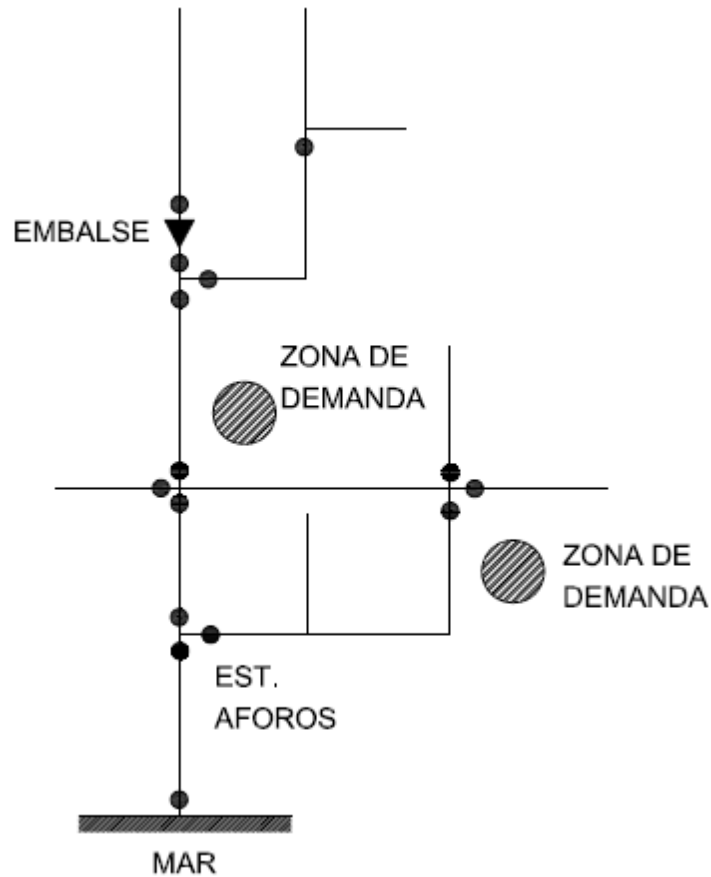 EMBALSE
ZONA DE
DEMANDA
ZONA DE
DEMANDA
EST.
AFOROS
MAR